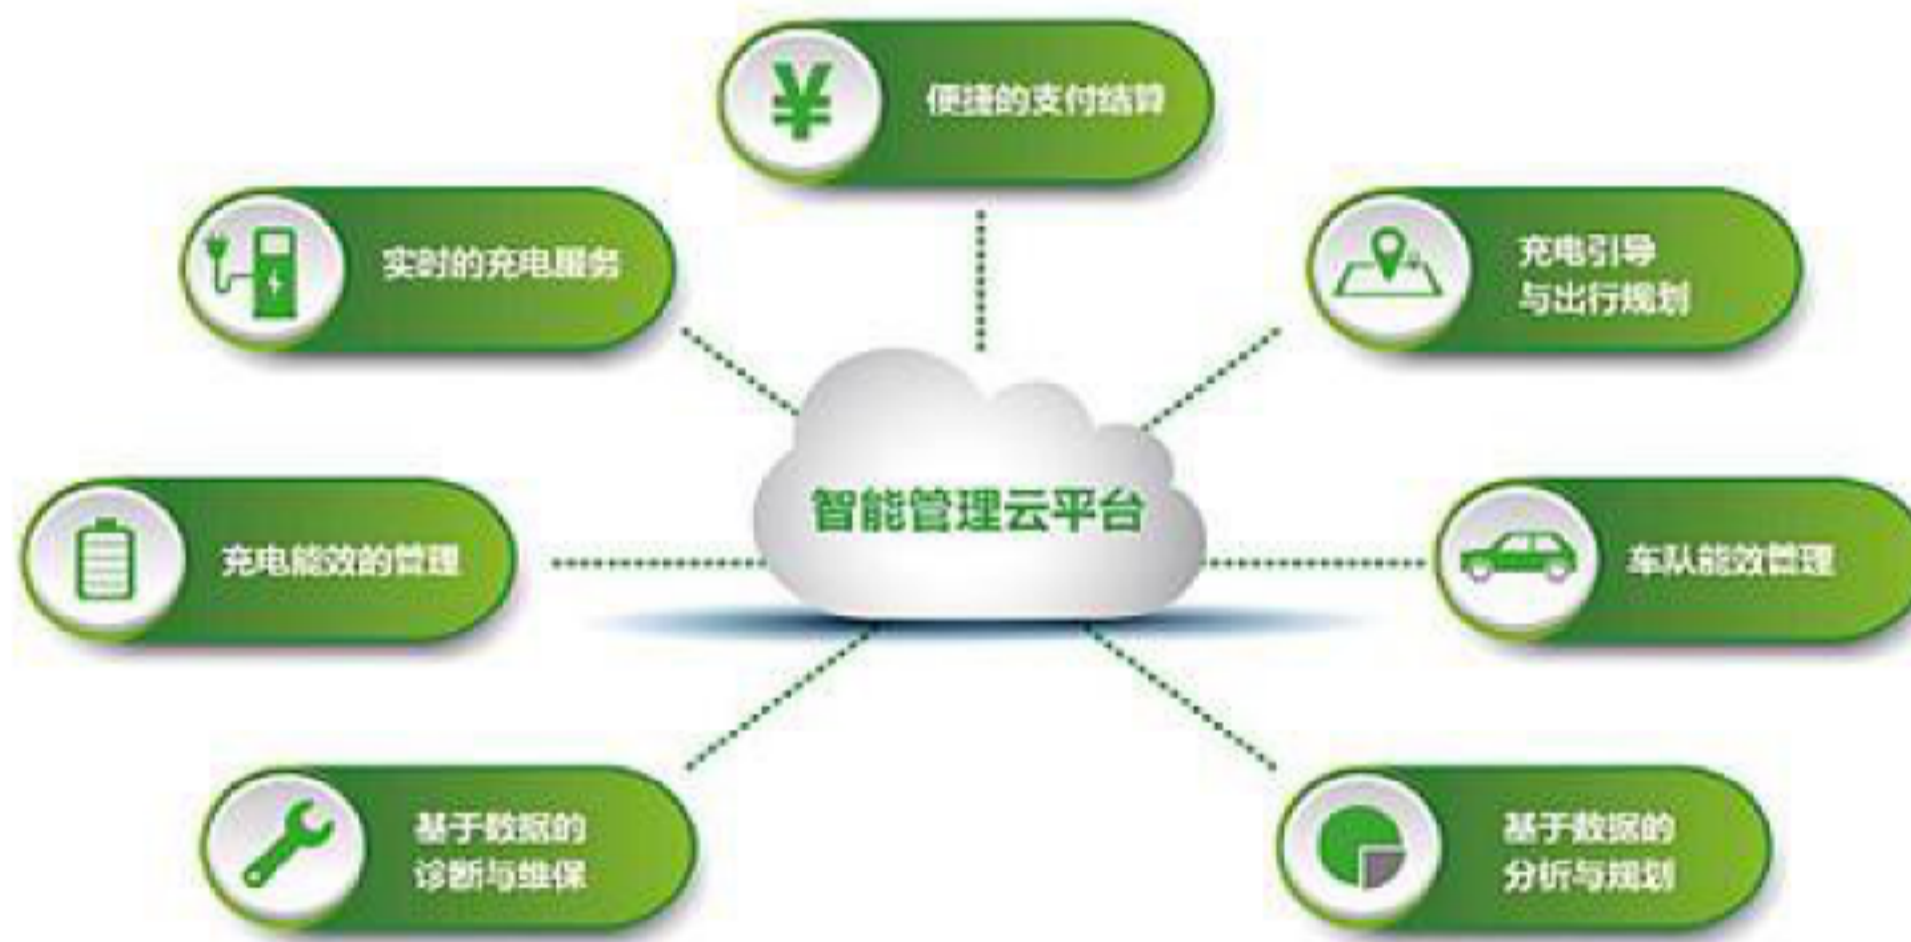 ¥
便捷的支付结算
实时的充电服务
充电引导
与出行规划
智能管理云平台
充电能效的管理
车队能效管理
基于数据的
诊断与维保
基于数据的
分析与规划